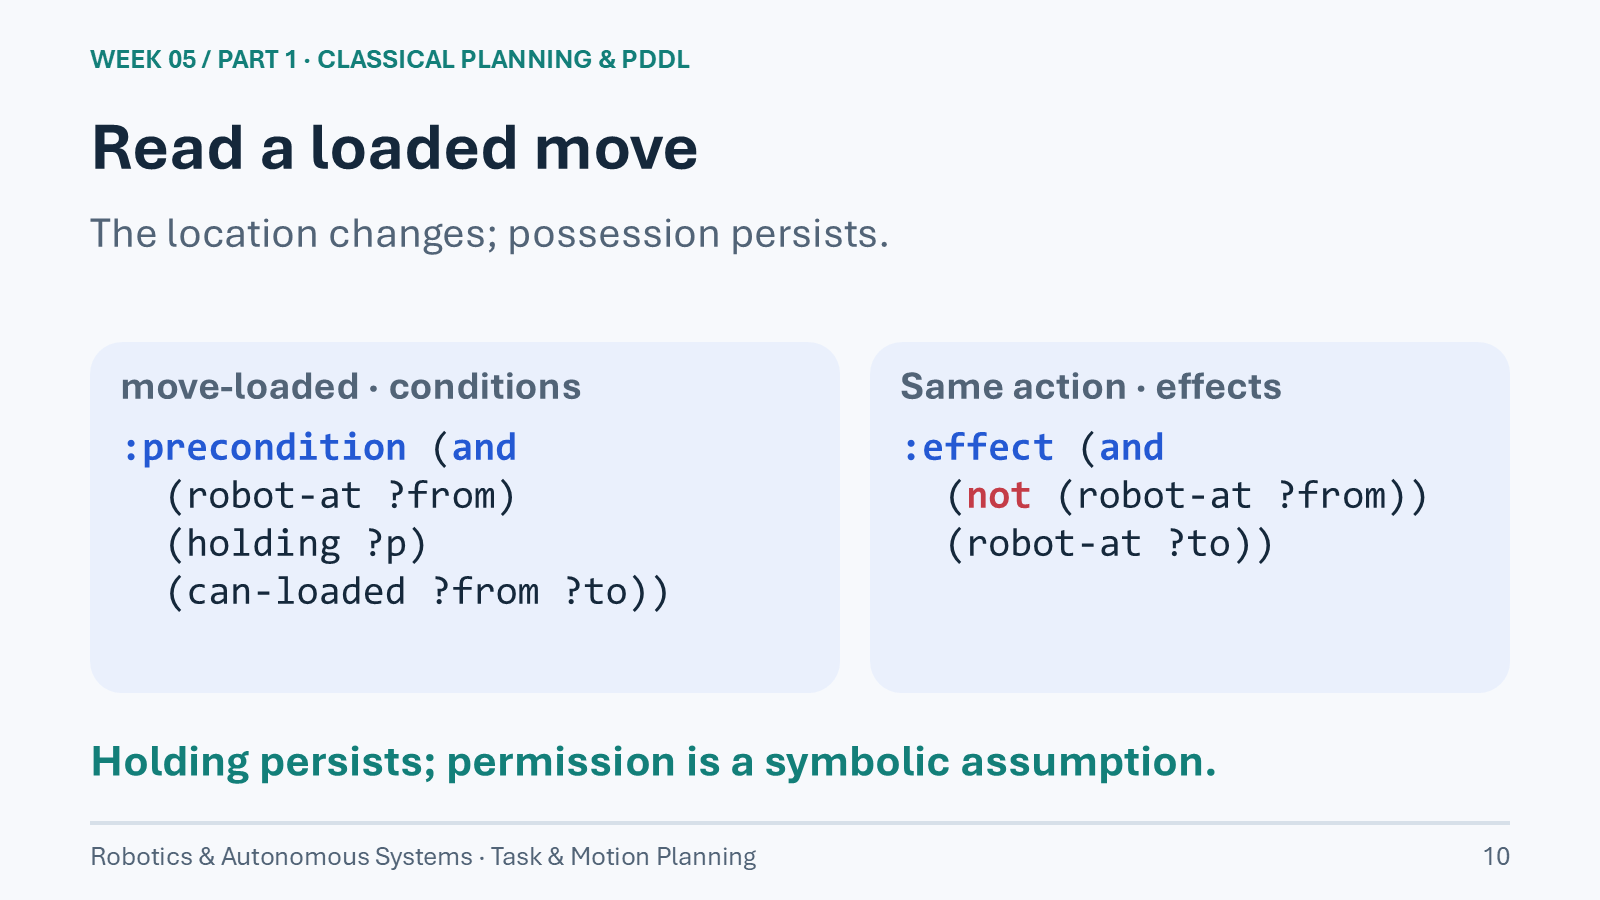 WEEK 05 / PART 1 · CLASSICAL PLANNING & PDDL
Read a loaded move
The location changes; possession persists.
move-loaded · conditions
:precondition (and
  (robot-at ?from)
  (holding ?p)
  (can-loaded ?from ?to))
Same action · effects
:effect (and
  (not (robot-at ?from))
  (robot-at ?to))
Holding persists; permission is a symbolic assumption.
Robotics & Autonomous Systems · Task & Motion Planning
10